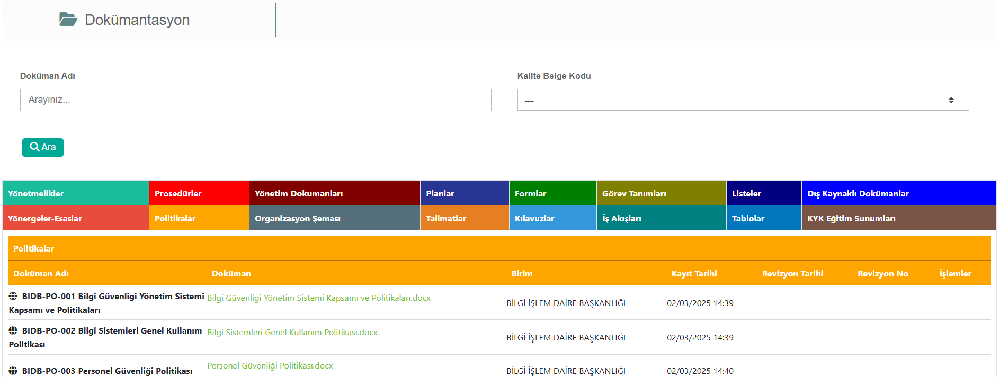 Dokümantasyon
Doküman Adı
Kalite Belge Kodu
Arayınız...
---
Ara
Yönetmelikler Prosedürler Yönetim Dokumanları Planlar Formlar Görev Tanımları Listeler Dış Kaynaklı Dokümanlar
Yönergeler-Esaslar Politikalar Organizasyon Şeması Talimatlar Kılavuzlar İş Akışları Tablolar KYK Eğitim Sunumları
Politikalar
Doküman Adı Doküman Birim Kayıt Tarihi Revizyon Tarihi Revizyon No İşlemler
BIDB-PO-001 Bilgi Güvenligi Yönetim Sistemi
Kapsamı ve Politikaları
Bilgi Güvenligi Yönetim Sistemi Kapsamı ve Politikaları.docx
BİLGİ İŞLEM DAİRE BAŞKANLIĞI
02/03/2025 14:39
BIDB-PO-002 Bilgi Sistemleri Genel Kullanım
Politikası
Bilgi Sistemleri Genel Kullanım Politikası.docx
BİLGİ İŞLEM DAİRE BAŞKANLIĞI
02/03/2025 14:39
BIDB-PO-003 Personel Güvenliği Politikası
Personel Güvenliği Politikası.docx
BİLGİ İŞLEM DAİRE BAŞKANLIĞI
02/03/2025 14:40